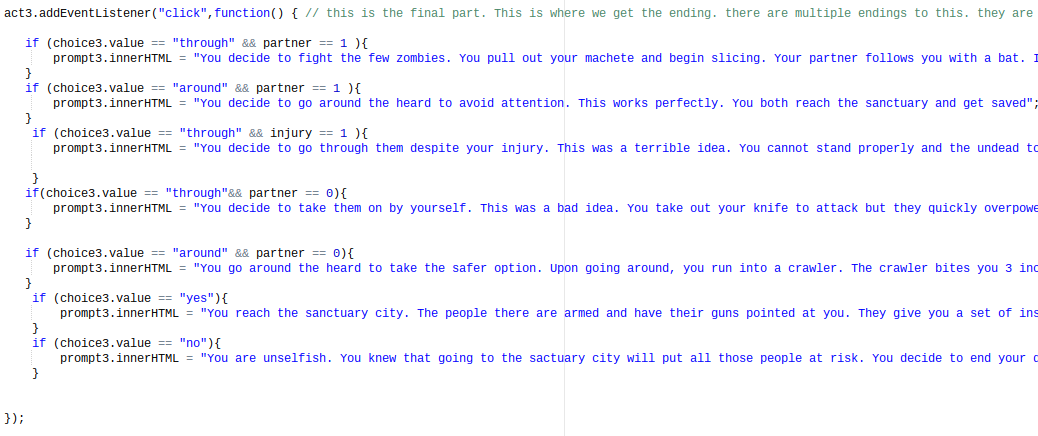 act3.addEventListener("click",function() { // this is the final part. This is where we get the ending. there are multiple endings to this. they are
if (choice3.value == "through" && partner == 1 ){
prompt3.innerHTML = "You decide to fight the few zombies. You pull out your machete and begin slicing. Your partner follows you with a bat.
}
if (choice3.value == "around" && partner == 1 ){
prompt3.innerHTML = "You decide to go around the heard to avoid attention. This works perfectly. You both reach the sanctuary and get saved";
}
if (choice3.value == "through" && injury == 1 ){
prompt3.innerHTML = "You decide to go through them despite your injury. This was a terrible idea. You cannot stand properly and the undead
}
if(choice3.value == "through"&& partner == 0){
prompt3.innerHTML = "You decide to take them on by yourself. This was a bad idea. You take out your knife to attack but they quickly
}
if (choice3.value == "around" && partner == 0){
prompt3.innerHTML = "You go around the heard to take the safer option. Upon going around, you run into a crawler. The crawler bites you 3
}
if (choice3.value == "yes"){
prompt3.innerHTML = "You reach the sanctuary city. The people there are armed and have their guns pointed at you. They give you a set of
}
if (choice3.value == "no"){
prompt3.innerHTML = "You are unselfish. You knew that going to the sactuary city will put all those people at risk. You decide to end your
}
});